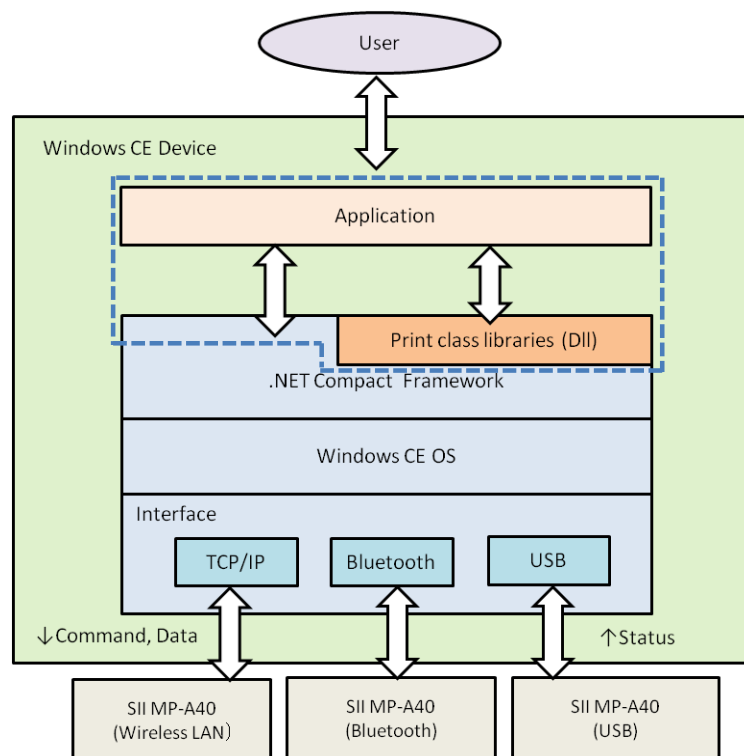 User
Windows CE Device
Application
Print class libraries (Dll)
.NET Compact Framework
Windows CE OS
Interface
TCP/IP
Bluetooth
USB
↓Command, Data
↑Status
SII MP-A40
(Wireless LAN)
SII MP-A40
(Bluetooth)
SII MP-A40
(USB)